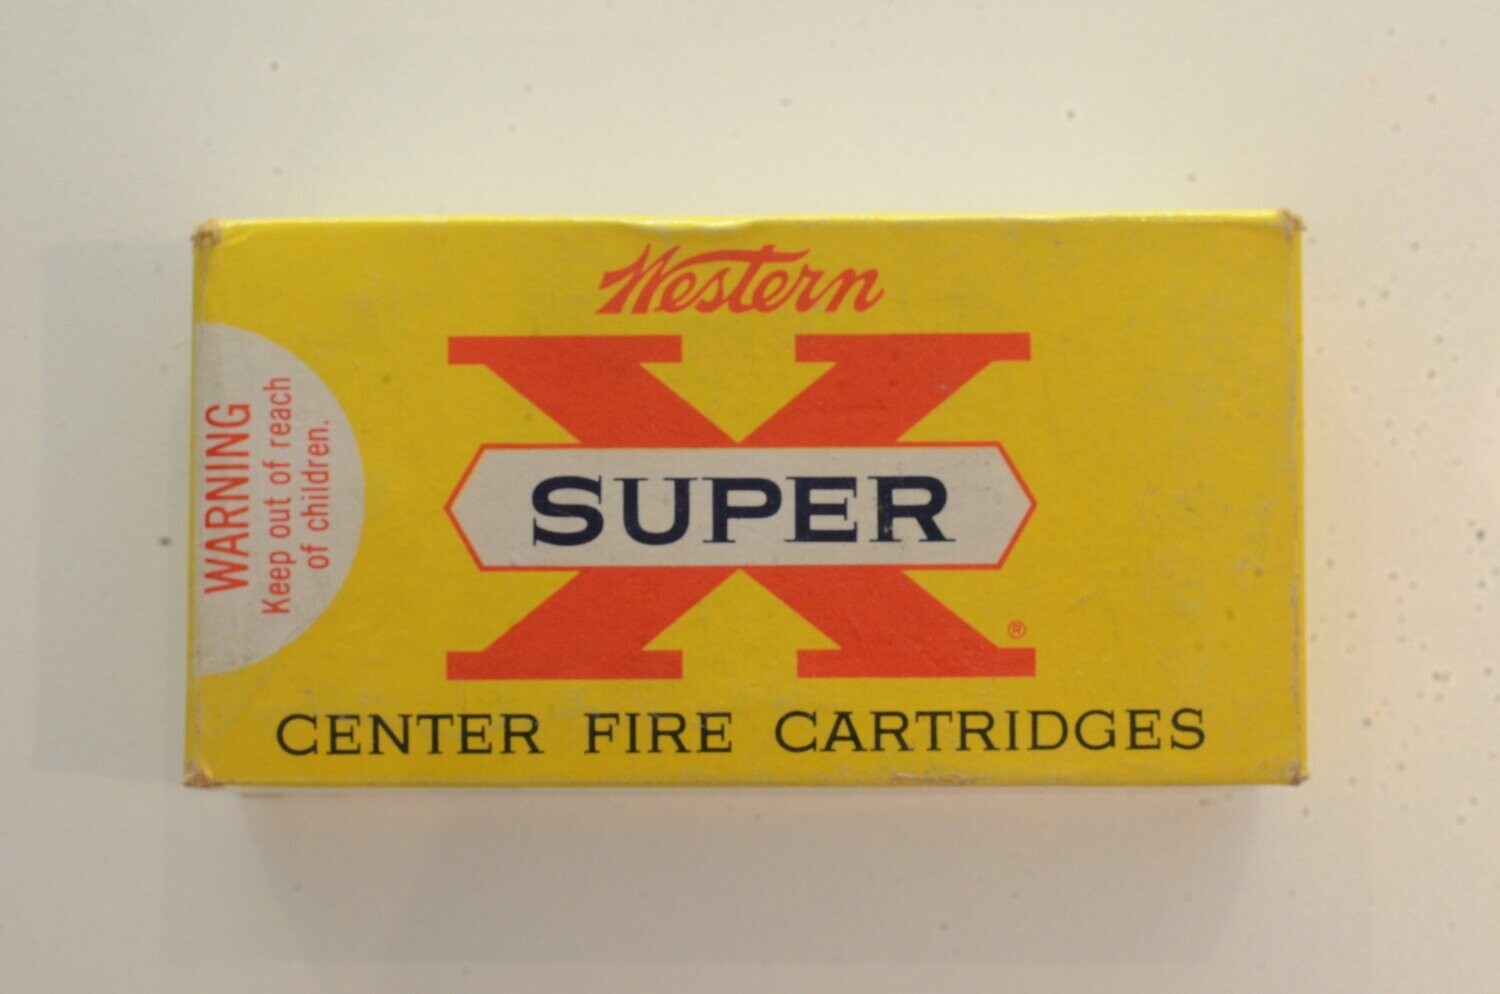 Western
X
SUPER
®
CENTER FIRE CARTRIDGES
WARNING
Keep out of reach
of children.